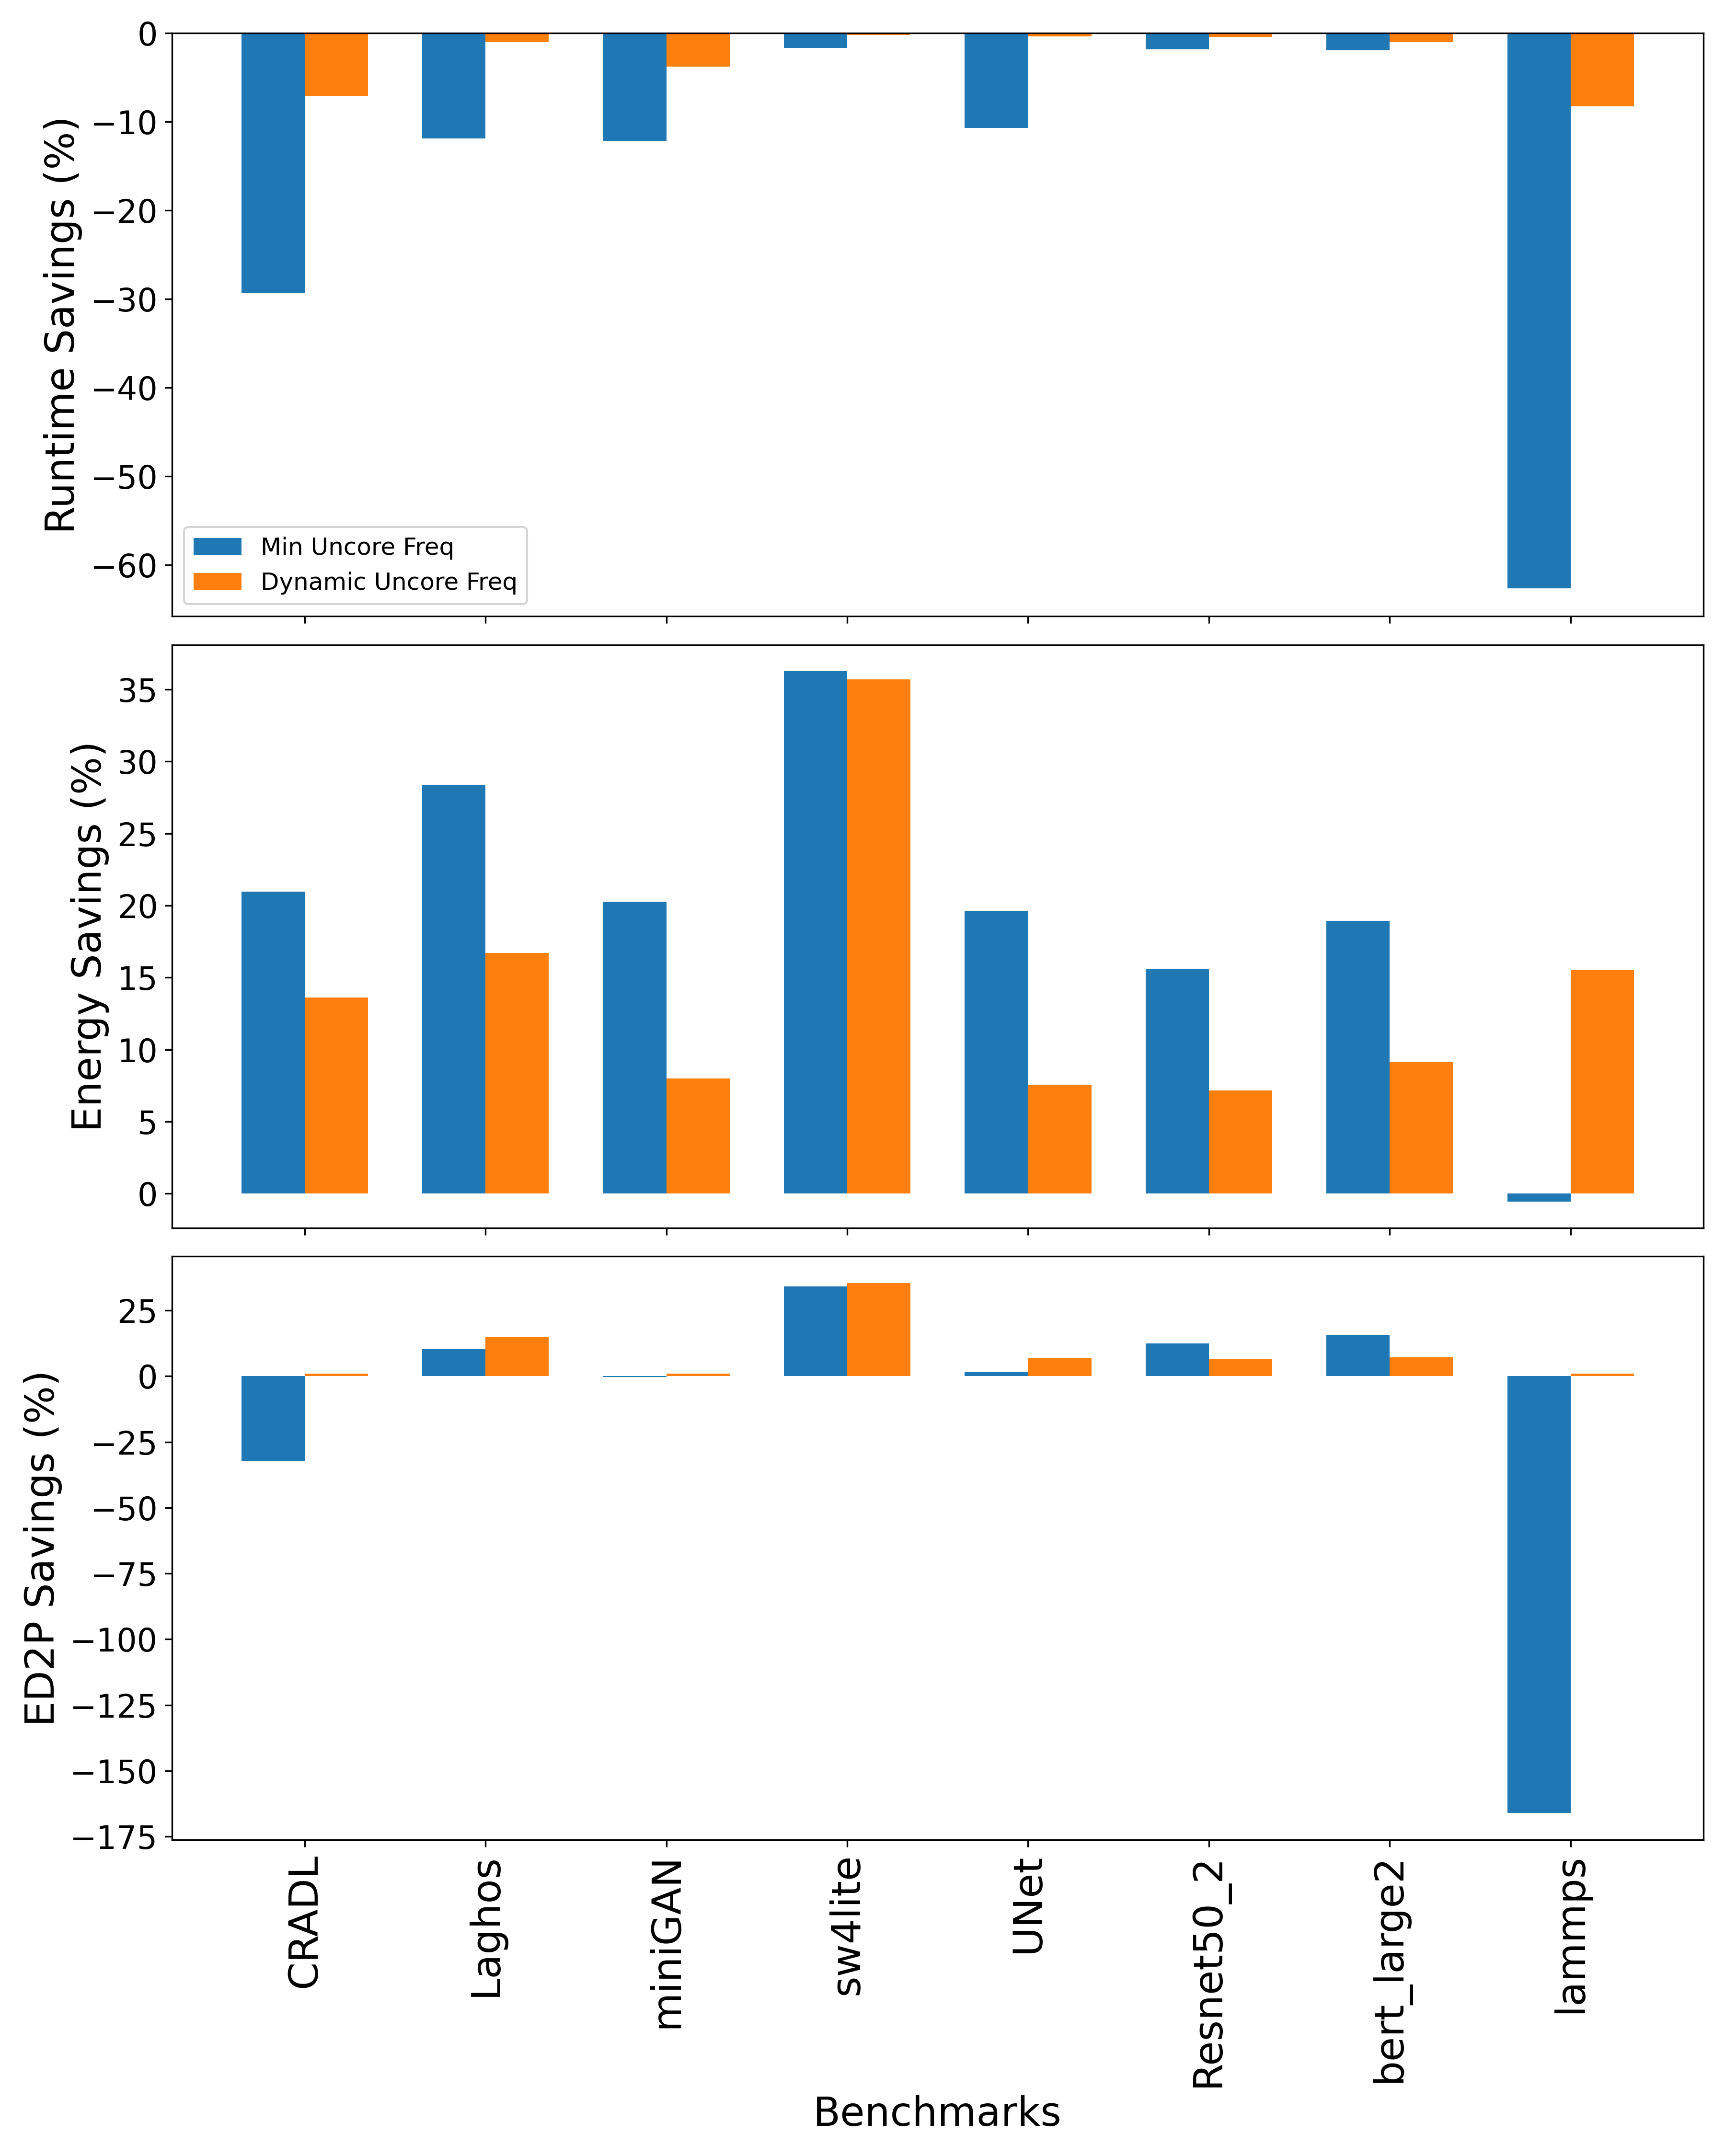 Runtime Savings (%)
0
−10
−20
−30
−40
−50
−60
Min Uncore Freq
Dynamic Uncore Freq
Energy Savings (%)
35
30
25
20
15
10
5
0
ED2P Savings (%)
25
0
−25
−50
−75
−100
−125
−150
−175
CRADL
Laghos
miniGAN
sw4lite
UNet
Resnet50_2
bert_large2
lammps
Benchmarks